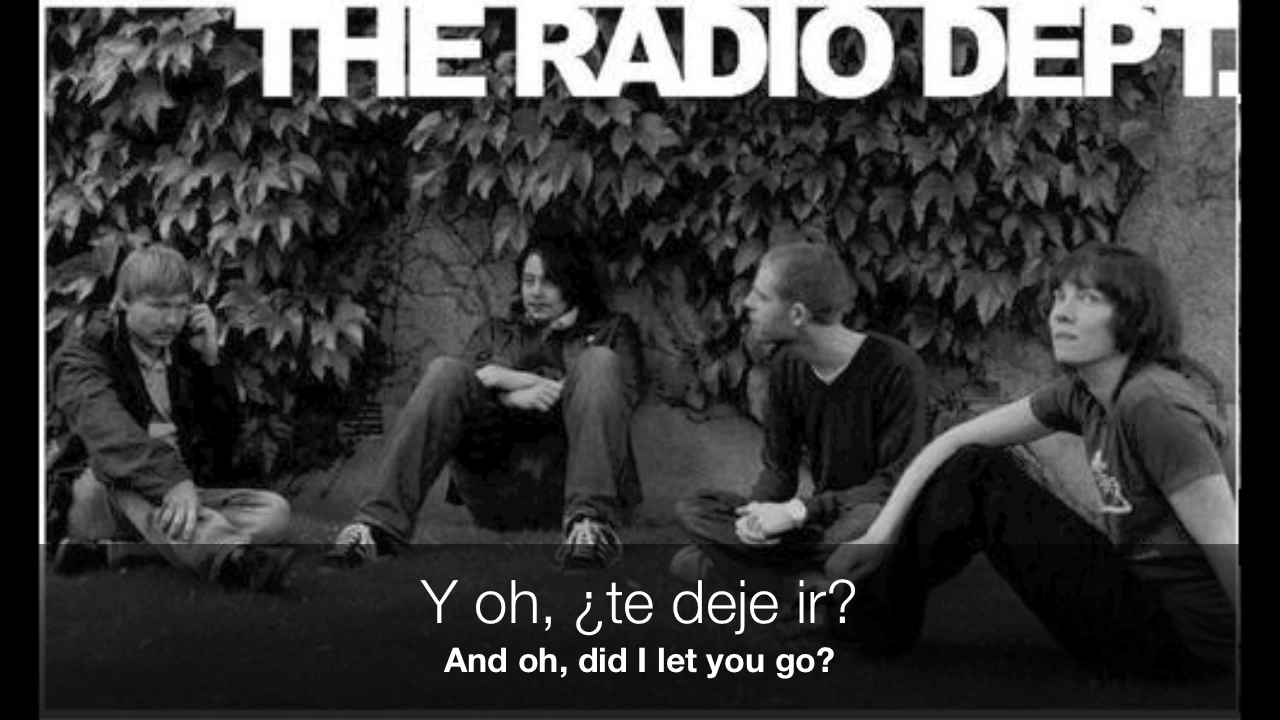 THE RADIO DEPT.
Y oh, ¿te deje ir?
And oh, did I let you go?